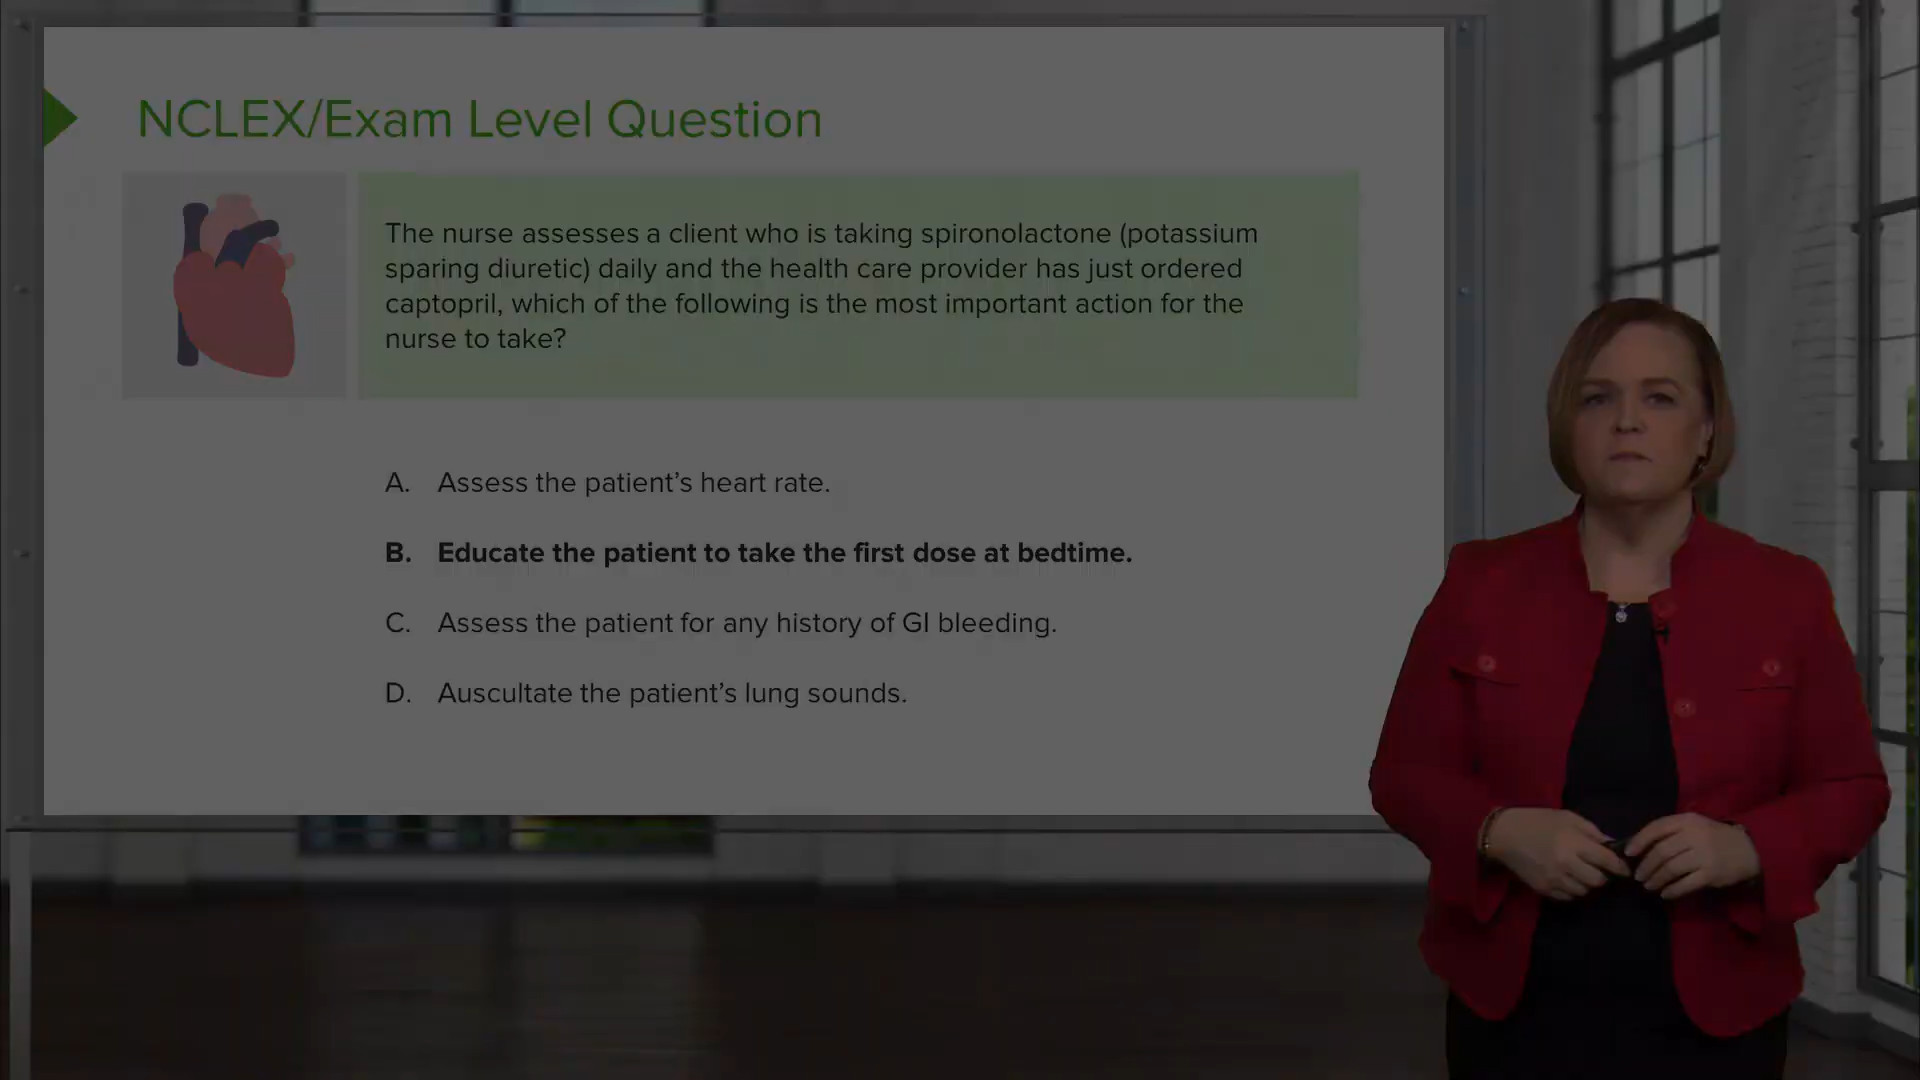 NCLEX/Exam Level Question
The nurse assesses a client who is taking spironolactone (potassium
sparing diuretic) daily and the health care provider has just ordered
captopril, which of the following is the most important action for the
nurse to take?
A. Assess the patient’s heart rate.
B. Educate the patient to take the first dose at bedtime.
C. Assess the patient for any history of GI bleeding.
D. Auscultate the patient’s lung sounds.